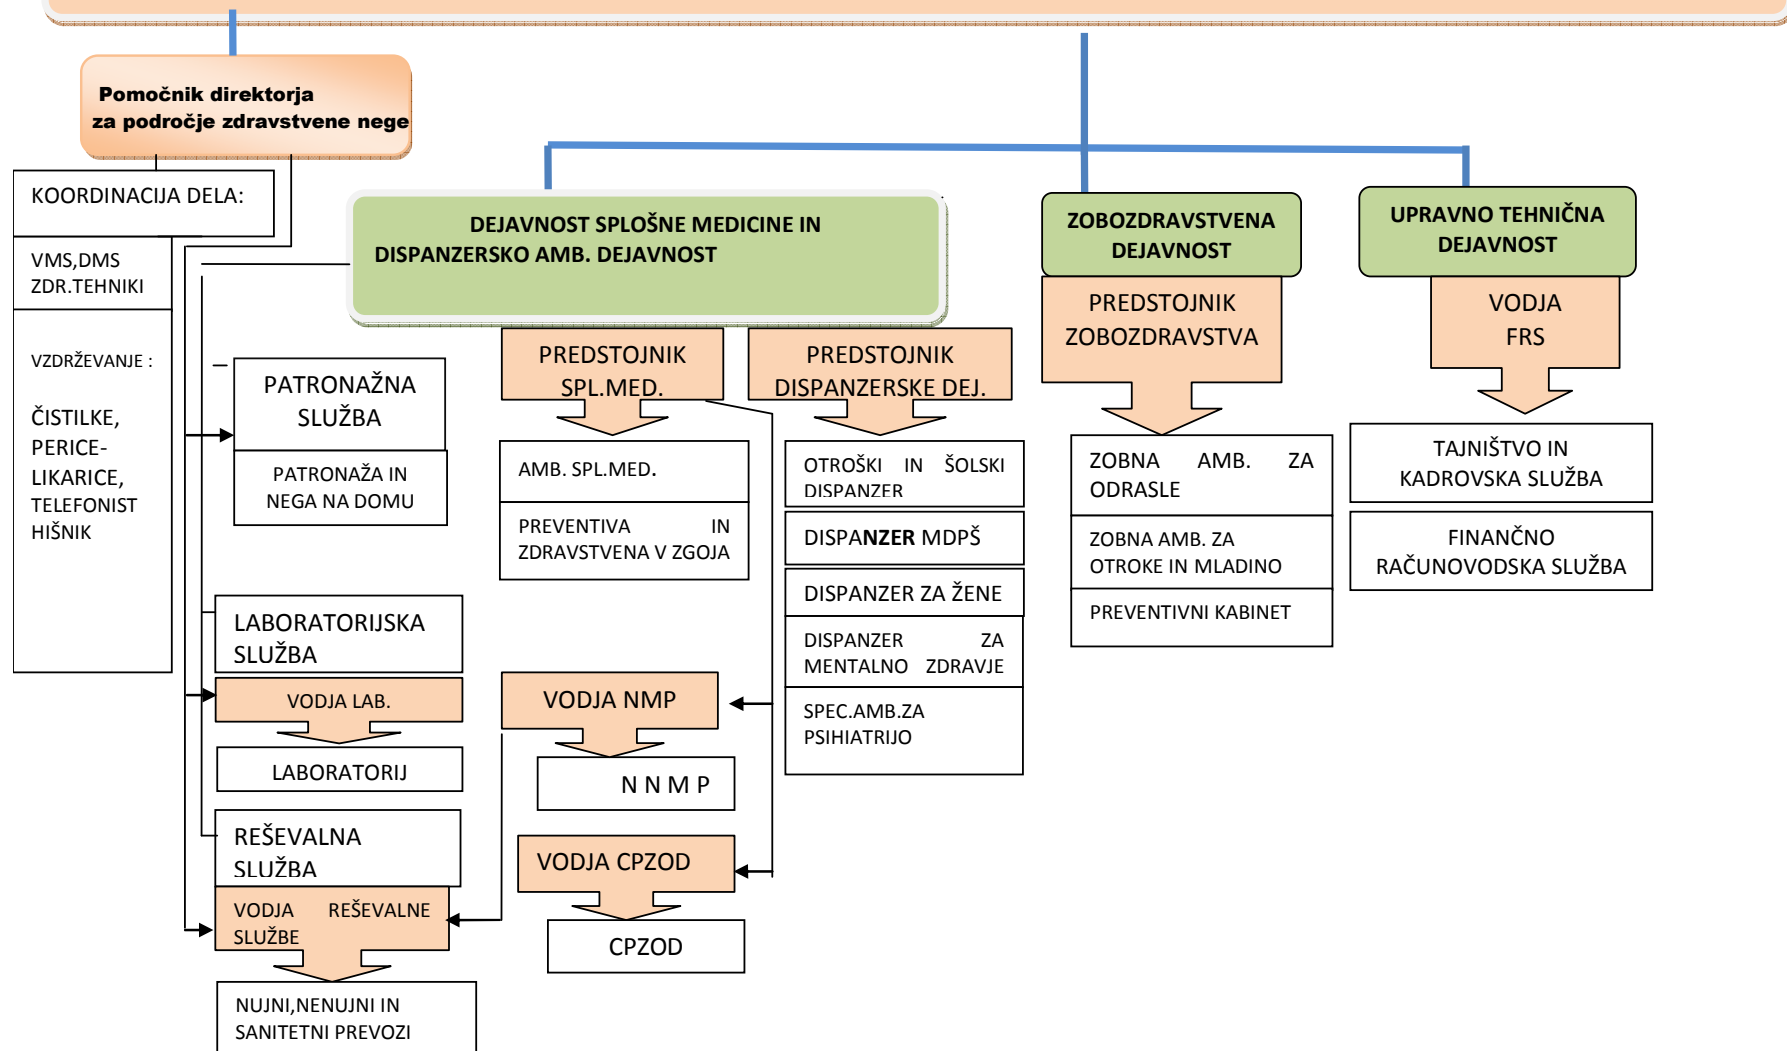 Pomočnik direktorja
za področje zdravstvene nege
KOORDINACIJA DELA:
VMS,DMS
ZDR.TEHNIKI
VZDRŽEVANJE :
ČISTILKE,
PERICE-
LIKARICE,
TELEFONIST
HIŠNIK
DEJAVNOST SPLOŠNE MEDICINE IN
DISPANZERSKO AMB. DEJAVNOST
ZOBOZDRAVSTVENA
DEJAVNOST
UPRAVNO TEHNIČNA
DEJAVNOST
PATRONAŽNA
SLUŽBA
PATRONAŽA IN
NEGA NA DOMU
LABORATORIJSKA
SLUŽBA
VODJA LAB.
LABORATORIJ
REŠEVALNA
SLUŽBA
VODJA REŠEVALNE
SLUŽBE
NUJNI,NENUJNI IN
SANITETNI PREVOZI
PREDSTOJNIK
SPL.MED.
AMB. SPL.MED.
PREVENTIVA IN
ZDRAVSTVENA V ZGOJA
VODJA NMP
N N M P
VODJA CPZOD
CPZOD
PREDSTOJNIK
DISPANZERSKE DEJ.
OTROŠKI IN ŠOLSKI
DISPANZER
DISPANZER MDPŠ
DISPANZER ZA ŽENE
DISPANZER ZA
MENTALNO ZDRAVJE
SPEC.AMB.ZA
PSIHIATRIJO
PREDSTOJNIK
ZOBOZDRAVSTVA
ZOBNA AMB. ZA
ODRASLE
ZOBNA AMB. ZA
OTROKE IN MLADINO
PREVENTIVNI KABINET
VODJA
FRS
TAJNIŠTVO IN
KADROVSKA SLUŽBA
FINANČNO
RAČUNOVODSKA SLUŽBA